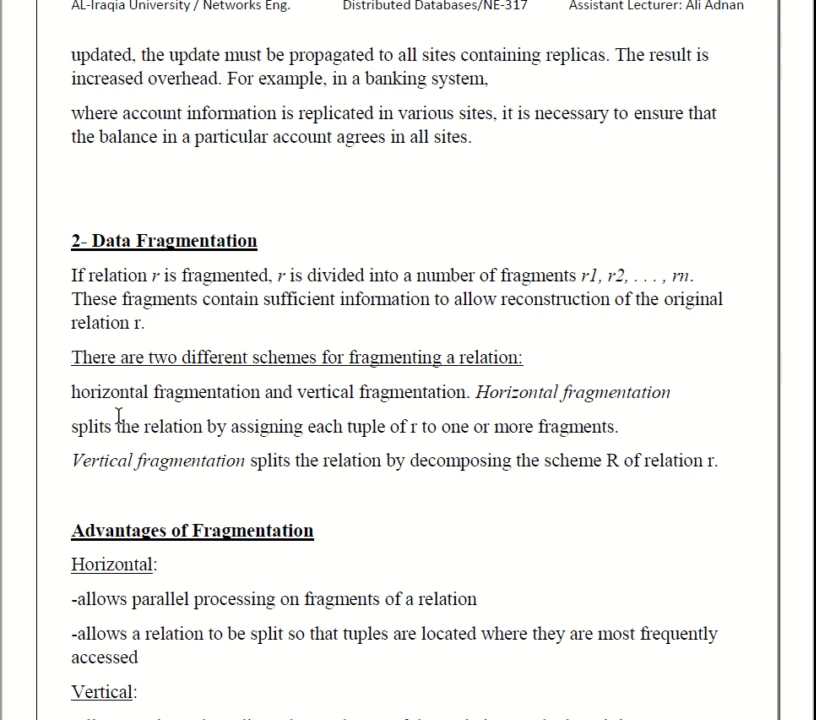 AL-Iraqia University / Networks Eng. Distributed Databases/NE-317 Assistant Lecturer: Ali Adnan
updated, the update must be propagated to all sites containing replicas. The result is
increased overhead. For example, in a banking system,
where account information is replicated in various sites, it is necessary to ensure that
the balance in a particular account agrees in all sites.
2- Data Fragmentation
If relation r is fragmented, r is divided into a number of fragments r1, r2, . . . , rn.
These fragments contain sufficient information to allow reconstruction of the original
relation r.
There are two different schemes for fragmenting a relation:
horizontal fragmentation and vertical fragmentation. Horizontal fragmentation
splits the relation by assigning each tuple of r to one or more fragments.
Vertical fragmentation splits the relation by decomposing the scheme R of relation r.
Advantages of Fragmentation
Horizontal:
-allows parallel processing on fragments of a relation
-allows a relation to be split so that tuples are located where they are most frequently
accessed
Vertical: